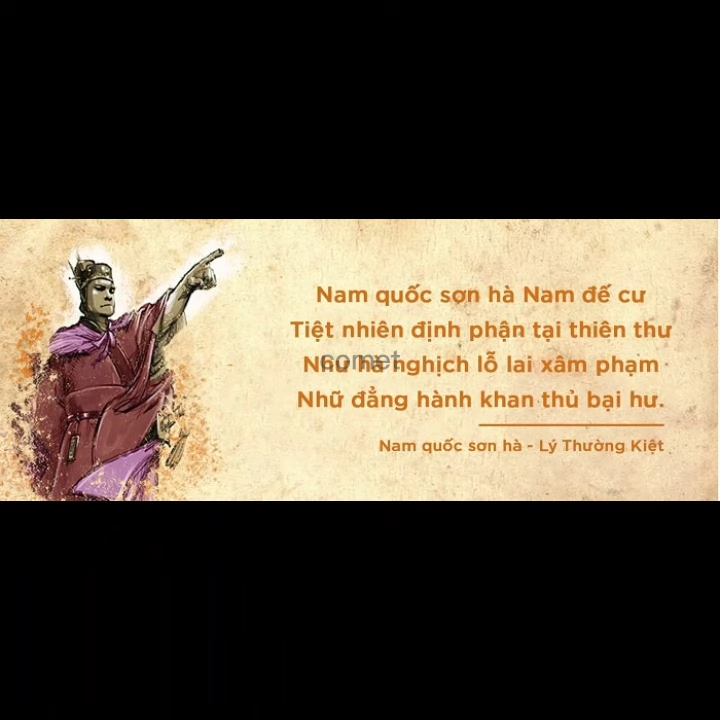 Nam quốc sơn hà Nam đế cư
Tiệt nhiên định phận tại thiên thư
Như hà nghịch lỗ lai xâm phạm
Nhữ đẳng hành khan thủ bại hư.
Nam quốc sơn hà - Lý Thường Kiệt
comet